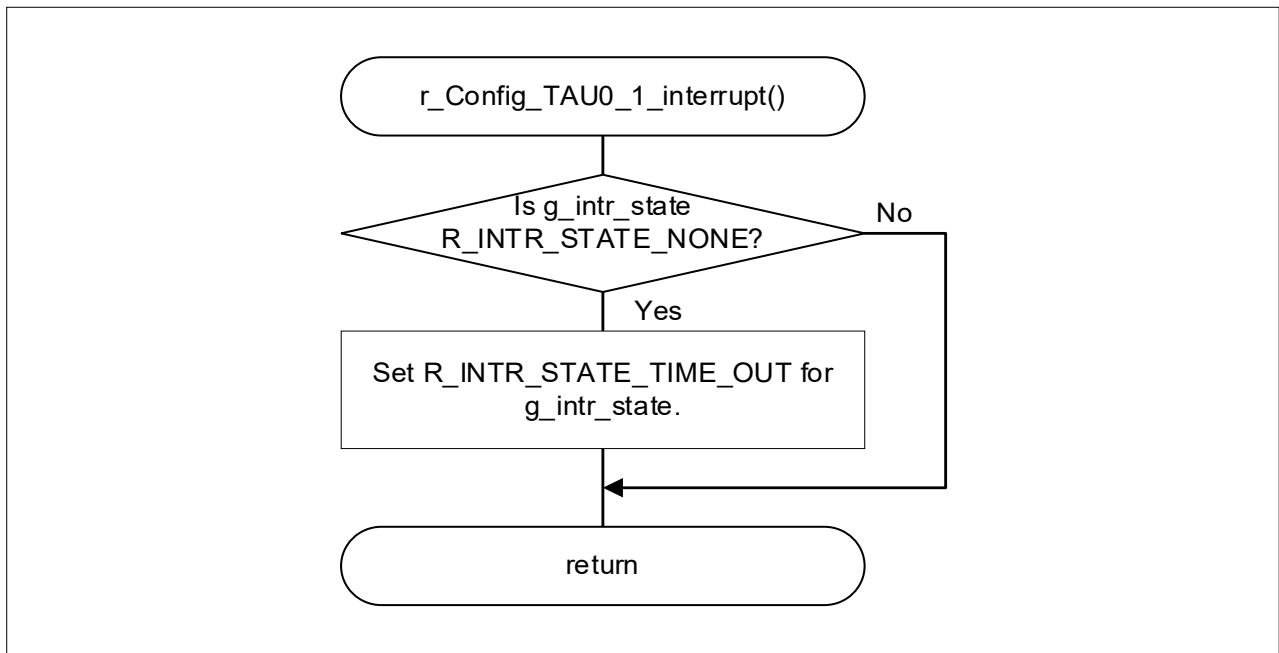 r_Config_TAU0_1_interrupt()
Is g_intr_state
R_INTR_STATE_NONE?
No
Yes
Set R_INTR_STATE_TIME_OUT for
g_intr_state.
return